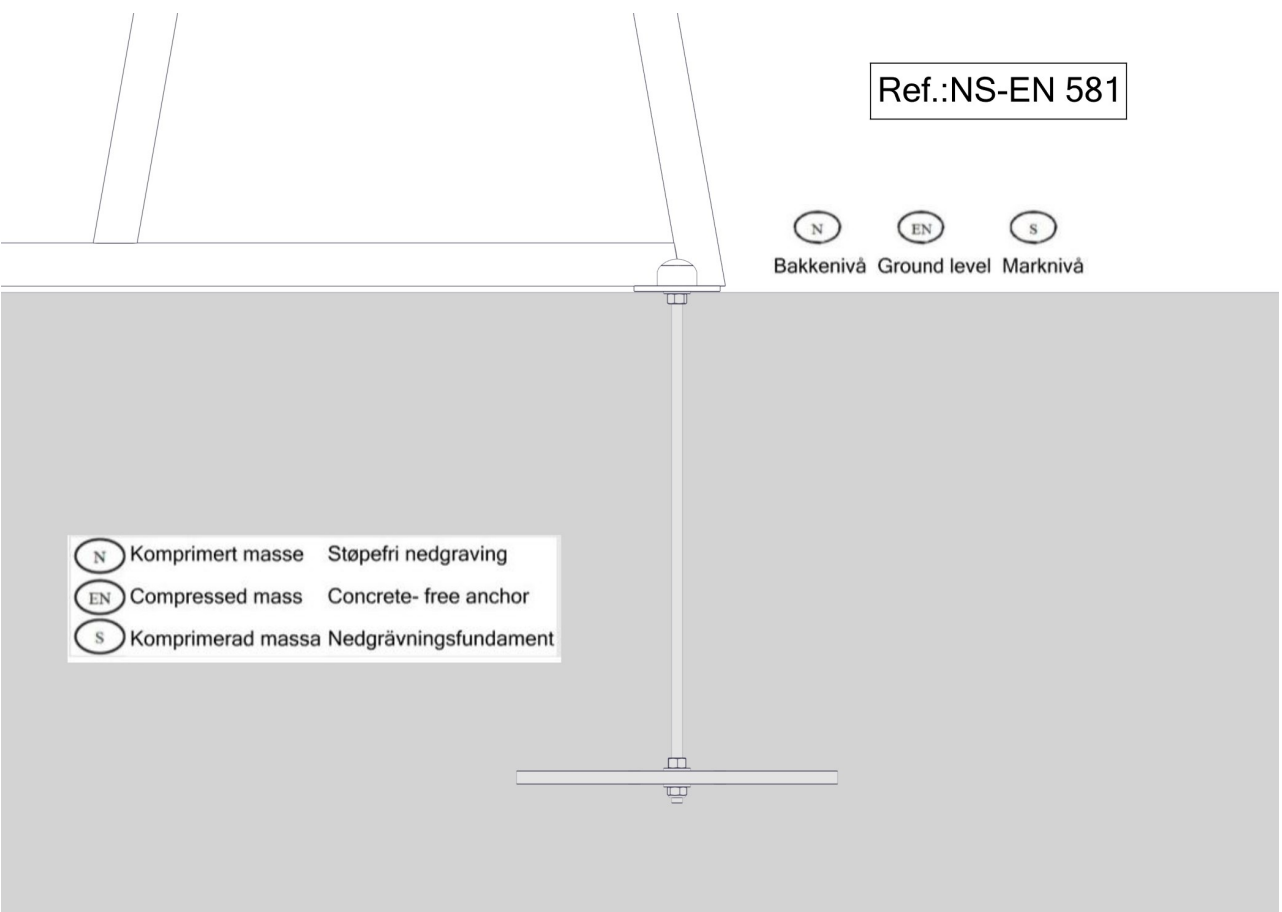 Ref.:NS-EN 581
N EN S
Bakkenivå Ground level Marknivå
N Komprimert masse Støpefri nedgraving
EN Compressed mass Concrete- free anchor
S Komprimerad massa Nedgrävningsfundament